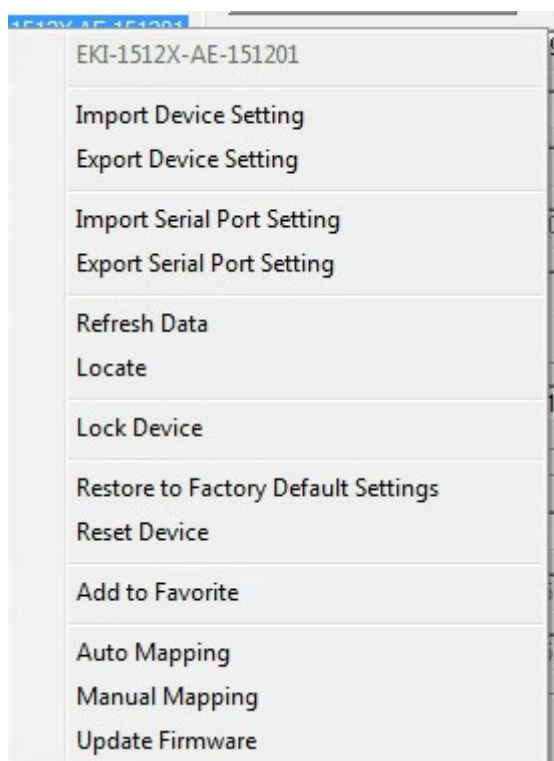 EKI-1512X-AE-151201
Import Device Setting
Export Device Setting
Import Serial Port Setting
Export Serial Port Setting
Refresh Data
Locate
Lock Device
Restore to Factory Default Settings
Reset Device
Add to Favorite
Auto Mapping
Manual Mapping
Update Firmware